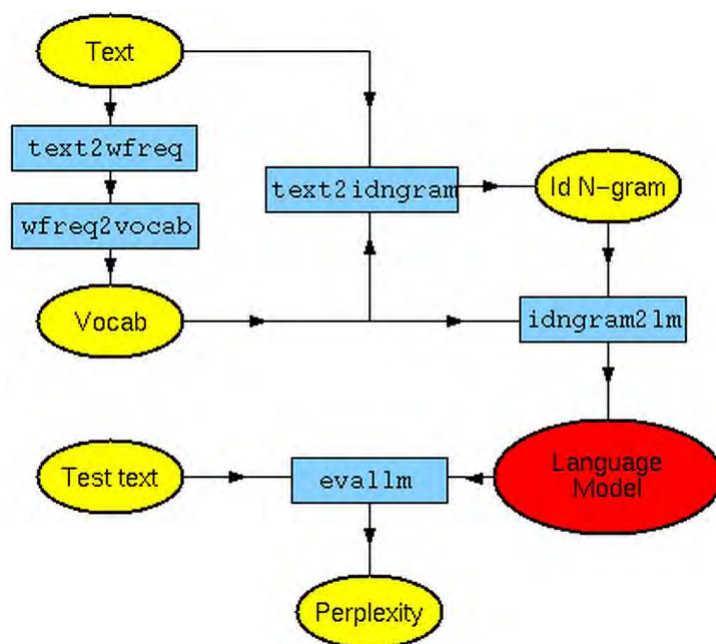 Text
text2wfreq
text2idngram
Id N-gram
wfreq2vocab
Vocab
idngram2lm
Test text
evallm
Language
Model
Perplexity